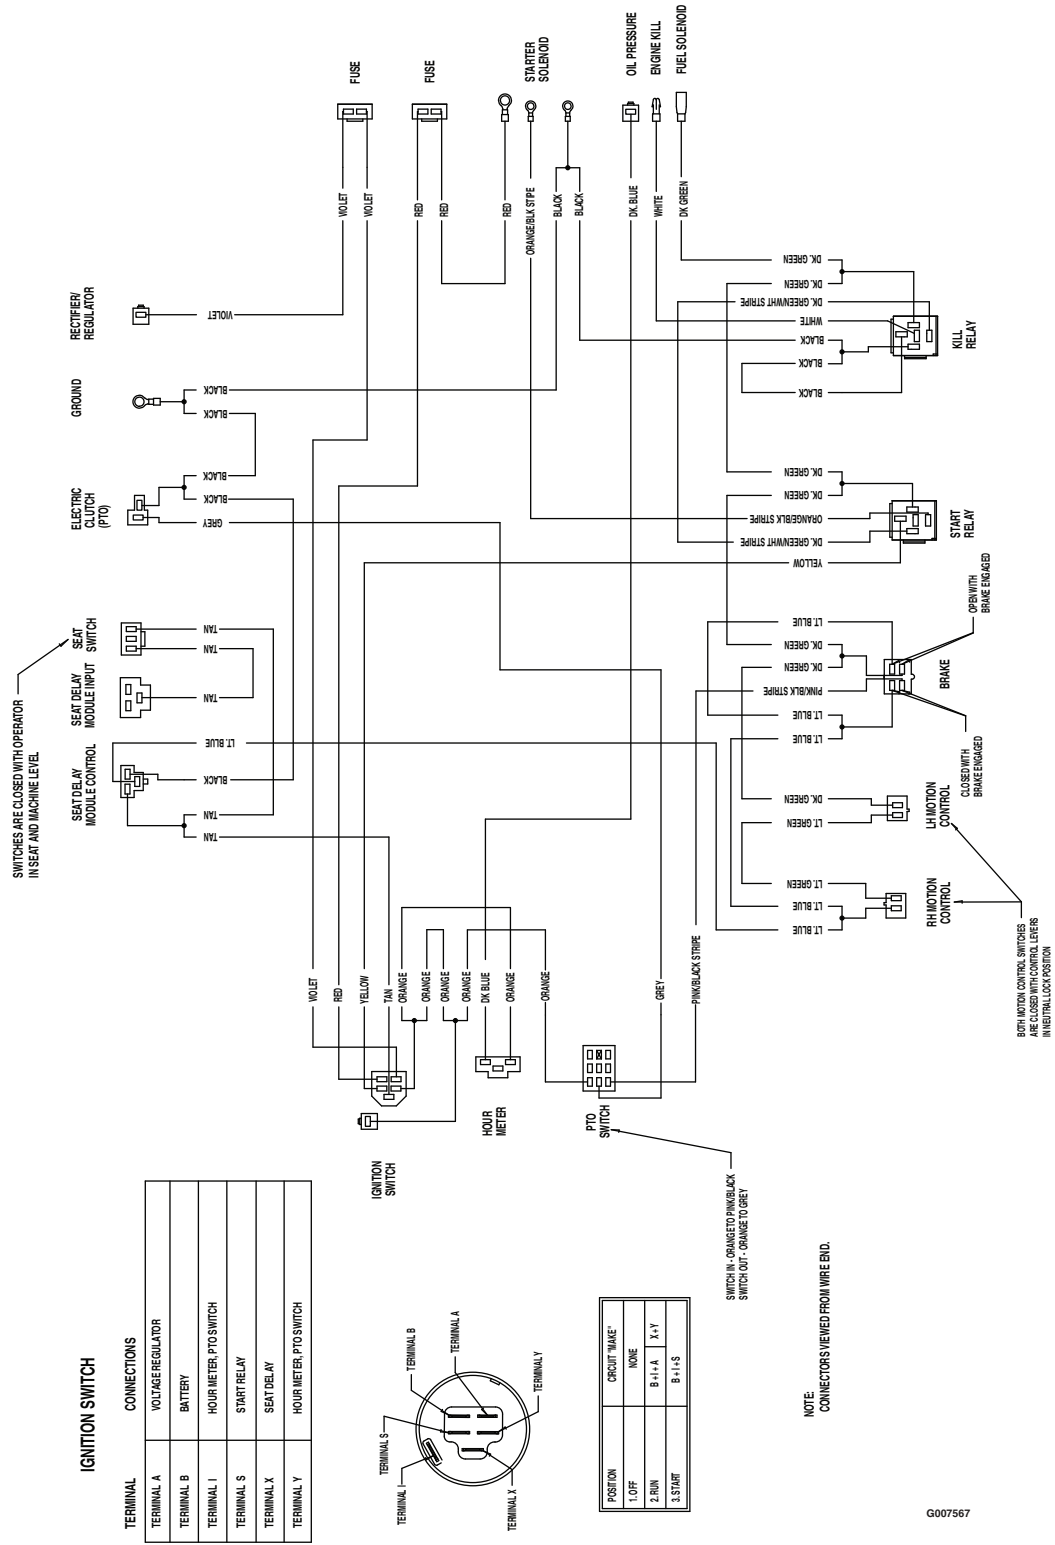 SWITCHES ARE CLOSED WITH OPERATOR
IN SEAT AND MACHINE LEVEL
SEAT DELAY
MODULE CONTROL
SEAT DELAY
MODULE INPUT
SEAT
SWITCH
ELECTRIC
CLUTCH
(PTO)
GROUND
RECTIFIER/
REGULATOR
FUSE
FUSE
STARTER
SOLENOID
OIL PRESSURE
ENGINE KILL
FUEL SOLENOID
TAN
TAN
BLACK
LT. BLUE
TAN
TAN
TAN
GREY
BLACK
BLACK
BLACK
BLACK
VIOLET
VIOLET
VIOLET
RED
RED
RED
ORANGE/BLK STIPE
BLACK
BLACK
DK. BLUE
WHITE
DK GREEN
VIOLET
RED
YELLOW
TAN
ORANGE
ORANGE
ORANGE
ORANGE
DK BLUE
ORANGE
ORANGE
GREY
PINK/BLACK STRIPE
LT. BLUE
LT. BLUE
LT. GREEN
LT. GREEN
DK. GREEN
LT. BLUE
LT. BLUE
PINK/BLK STRIPE
DK. GREEN
DK. GREEN
LT. BLUE
YELLOW
DK. GREEN/WHT STRIPE
ORANGE/BLK STRIPE
DK. GREEN
DK. GREEN
BLACK
BLACK
BLACK
WHITE
DK. GREEN/WHT STRIPE
DK. GREEN
DK. GREEN
IGNITION
SWITCH
HOUR
METER
PTO
SWITCH
RH MOTION
CONTROL
LH MOTION
CONTROL
BRAKE
START
RELAY
KILL
RELAY
CLOSED WITH
BRAKE ENGAGED
OPEN WITH
BRAKE ENGAGED
BOTH MOTION CONTROL SWITCHES
ARE CLOSED WITH CONTROL LEVERS
IN NEUTRAL LOCK POSITION
SWITCH IN - ORANGE TO PINK/BLACK
SWITCH OUT - ORANGE TO GREY
IGNITION SWITCH
TERMINAL CONNECTIONS
TERMINAL A VOLTAGE REGULATOR
TERMINAL B BATTERY
TERMINAL I HOUR METER, PTO SWITCH
TERMINAL S START RELAY
TERMINAL X SEAT DELAY
TERMINAL Y HOUR METER, PTO SWITCH
TERMINAL I
TERMINAL S
TERMINAL B
TERMINAL A
TERMINAL Y
TERMINAL X
POSITION CIRCUIT "MAKE"
1. OFF NONE
2. RUN B + I + A X + Y
3. START B + I + S
NOTE:
CONNECTORS VIEWED FROM WIRE END.
G007567